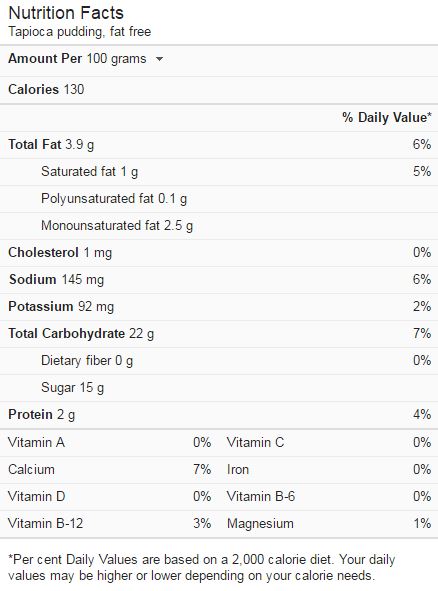 Nutrition Facts
Tapioca pudding, fat free
Amount Per 100 grams
Calories 130
% Daily Value*
Total Fat 3.9 g 6%
Saturated fat 1 g 5%
Polyunsaturated fat 0.1 g
Monounsaturated fat 2.5 g
Cholesterol 1 mg 0%
Sodium 145 mg 6%
Potassium 92 mg 2%
Total Carbohydrate 22 g 7%
Dietary fiber 0 g 0%
Sugar 15 g
Protein 2 g 4%
Vitamin A 0% Vitamin C 0%
Calcium 7% Iron 0%
Vitamin D 0% Vitamin B-6 0%
Vitamin B-12 3% Magnesium 1%
*Per cent Daily Values are based on a 2,000 calorie diet. Your daily
values may be higher or lower depending on your calorie needs.